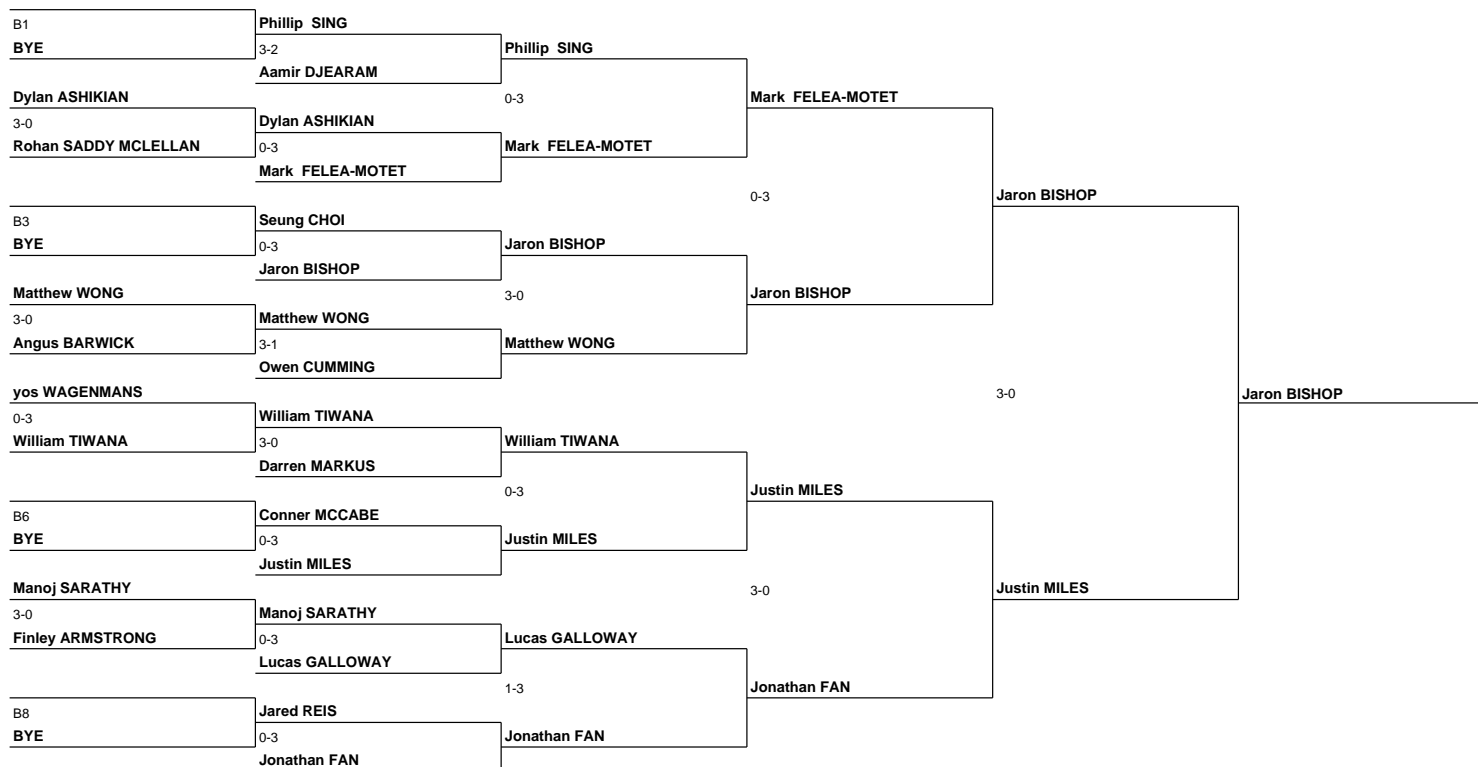 B1
BYE
Phillip  SING
3-2
Aamir DJEARAM
Phillip  SING
Dylan ASHIKIAN
3-0
Rohan SADDY MCLELLAN
Dylan ASHIKIAN
0-3
Mark  FELEA-MOTET
0-3
Mark  FELEA-MOTET
Mark  FELEA-MOTET
B3
BYE
Seung CHOI
0-3
Jaron BISHOP
Jaron BISHOP
Matthew WONG
3-0
Angus BARWICK
Matthew WONG
3-1
Owen CUMMING
3-0
Matthew WONG
Jaron BISHOP
0-3
Jaron BISHOP
yos WAGENMANS
0-3
William TIWANA
William TIWANA
3-0
Darren MARKUS
William TIWANA
B6
BYE
Conner MCCABE
0-3
Justin MILES
0-3
Justin MILES
Justin MILES
Manoj SARATHY
3-0
Finley ARMSTRONG
Manoj SARATHY
0-3
Lucas GALLOWAY
Lucas GALLOWAY
B8
BYE
Jared REIS
0-3
Jonathan FAN
1-3
Jonathan FAN
Jonathan FAN
3-0
Justin MILES
3-0
Jaron BISHOP